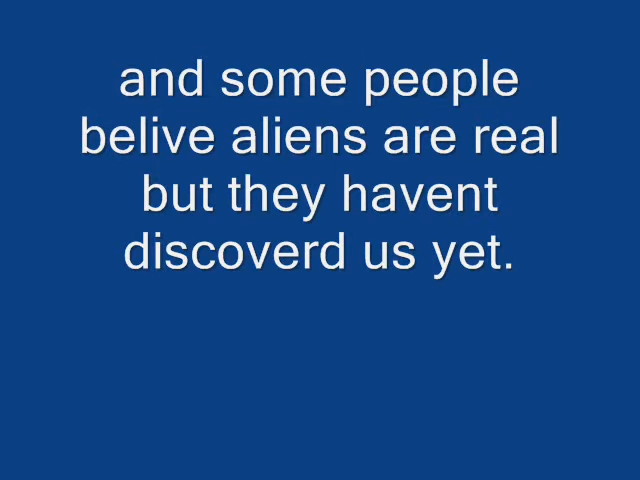 and some people
belive aliens are real
but they havent
discoverd us yet.